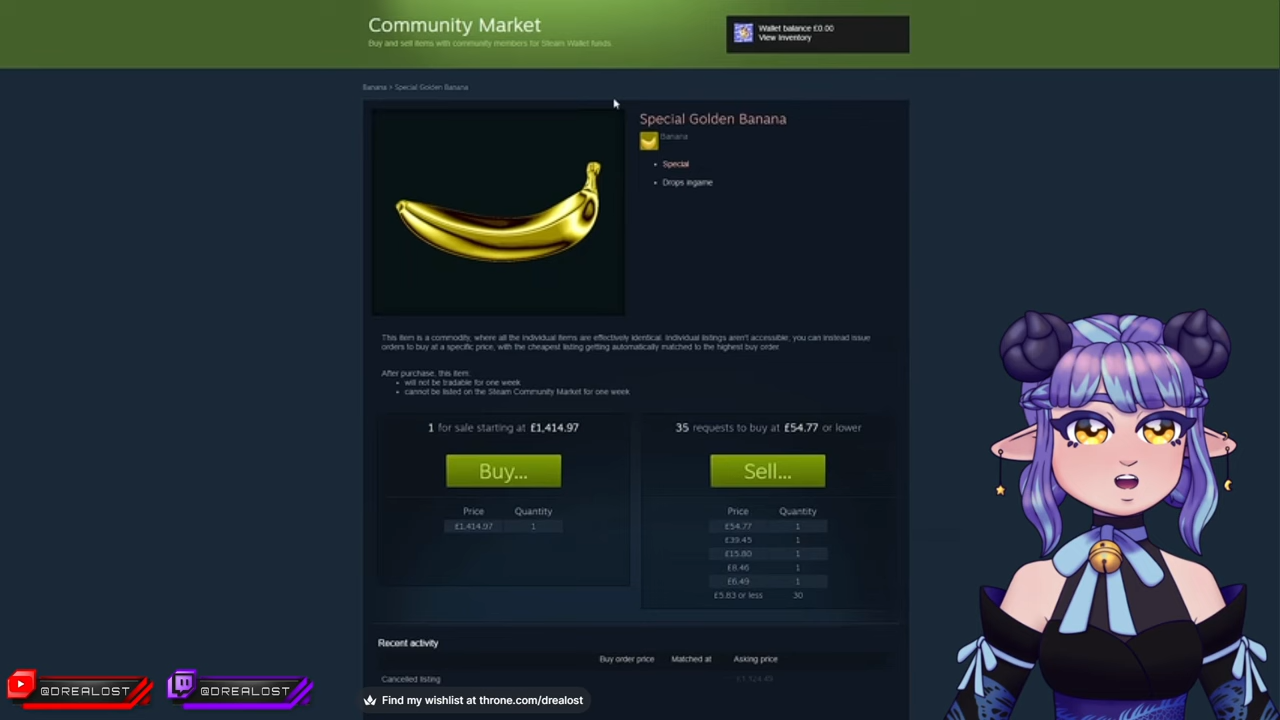 Community Market
Buy and sell items with community members for Steam Wallet funds.
Wallet balance £0.00
View Inventory
Banana > Special Golden Banana
Special Golden Banana
Banana
Special
Drops ingame
This item is a commodity, where all the individual items are effectively identical. Individual listings aren't accessible; you can instead issue
orders to buy at a specific price, with the cheapest listing getting automatically matched to the highest buy order.
After purchase, this item:
will not be tradable for one week
cannot be listed on the Steam Community Market for one week
1 for sale starting at £1,414.97
Buy...
Price Quantity
£1,414.97 1
35 requests to buy at £54.77 or lower
Sell...
Price Quantity
£54.77 1
£39.45 1
£15.80 1
£8.46 1
£6.49 1
£5.83 or less 30
Recent activity
Buy order price Matched at Asking price
Cancelled listing
@DREALOST
@DREALOST
Find my wishlist at throne.com/drealost